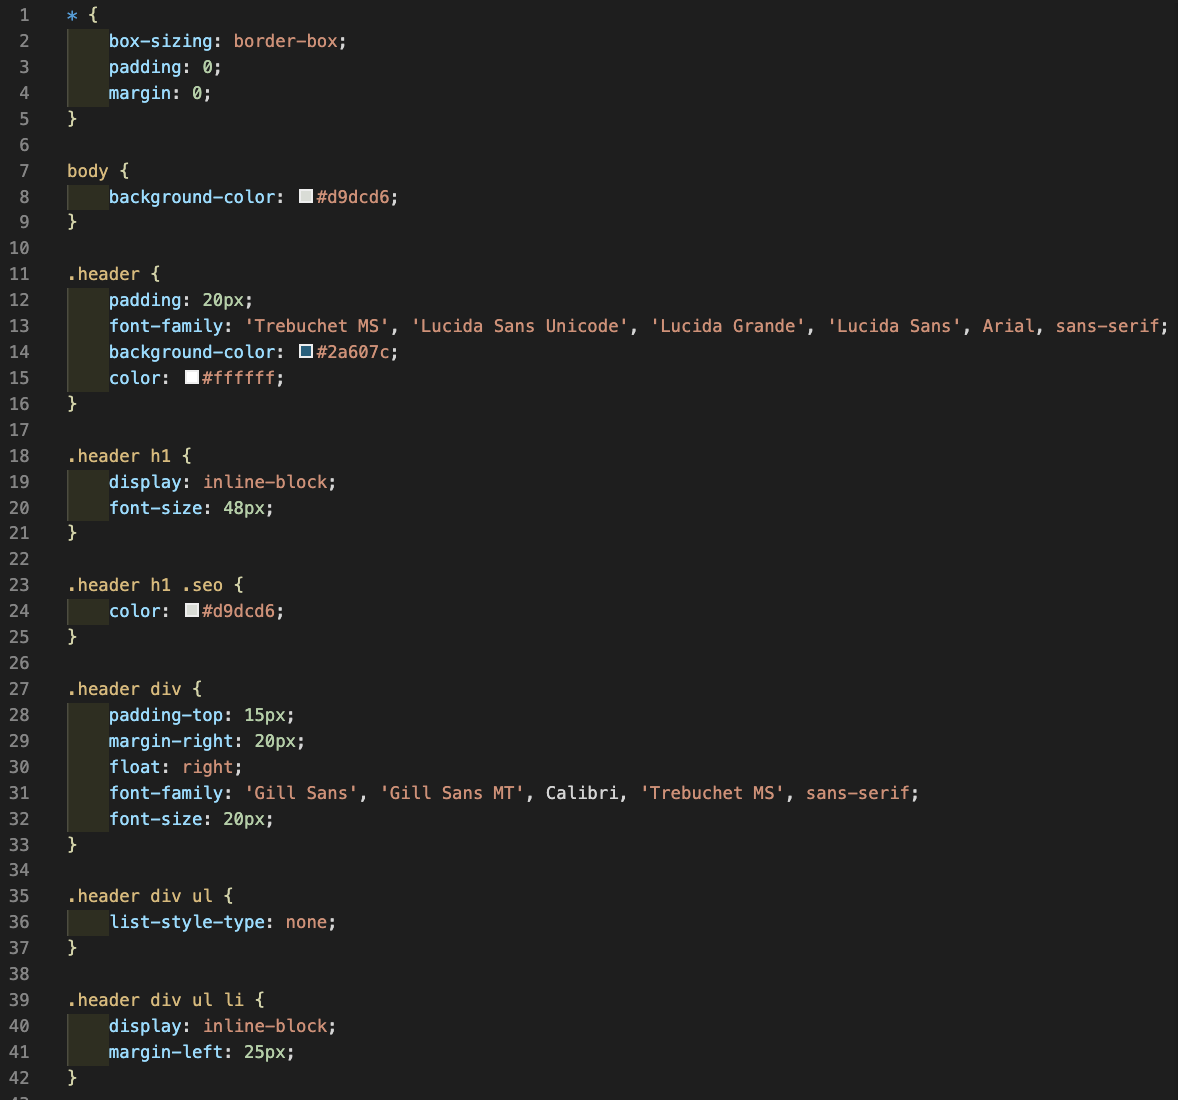 1 * {
2 box-sizing: border-box;
3 padding: 0;
4 margin: 0;
5 }
6
7 body {
8 background-color: #d9dcd6;
9 }
10
11 .header {
12 padding: 20px;
13 font-family: 'Trebuchet MS', 'Lucida Sans Unicode', 'Lucida Grande', 'Lucida Sans', Arial, sans-serif;
14 background-color: #2a607c;
15 color: #ffffff;
16 }
17
18 .header h1 {
19 display: inline-block;
20 font-size: 48px;
21 }
22
23 .header h1 .seo {
24 color: #d9dcd6;
25 }
26
27 .header div {
28 padding-top: 15px;
29 margin-right: 20px;
30 float: right;
31 font-family: 'Gill Sans', 'Gill Sans MT', Calibri, 'Trebuchet MS', sans-serif;
32 font-size: 20px;
33 }
34
35 .header div ul {
36 list-style-type: none;
37 }
38
39 .header div ul li {
40 display: inline-block;
41 margin-left: 25px;
42 }